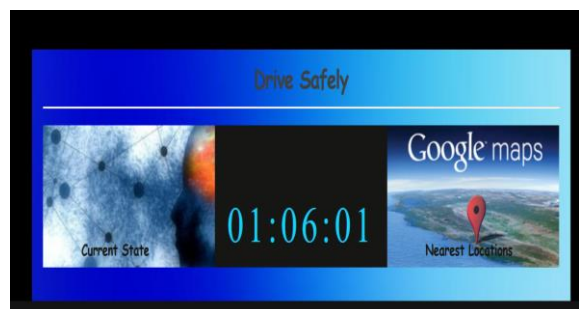 Drive Safely
Google maps
01:06:01
Current State
Nearest Locations